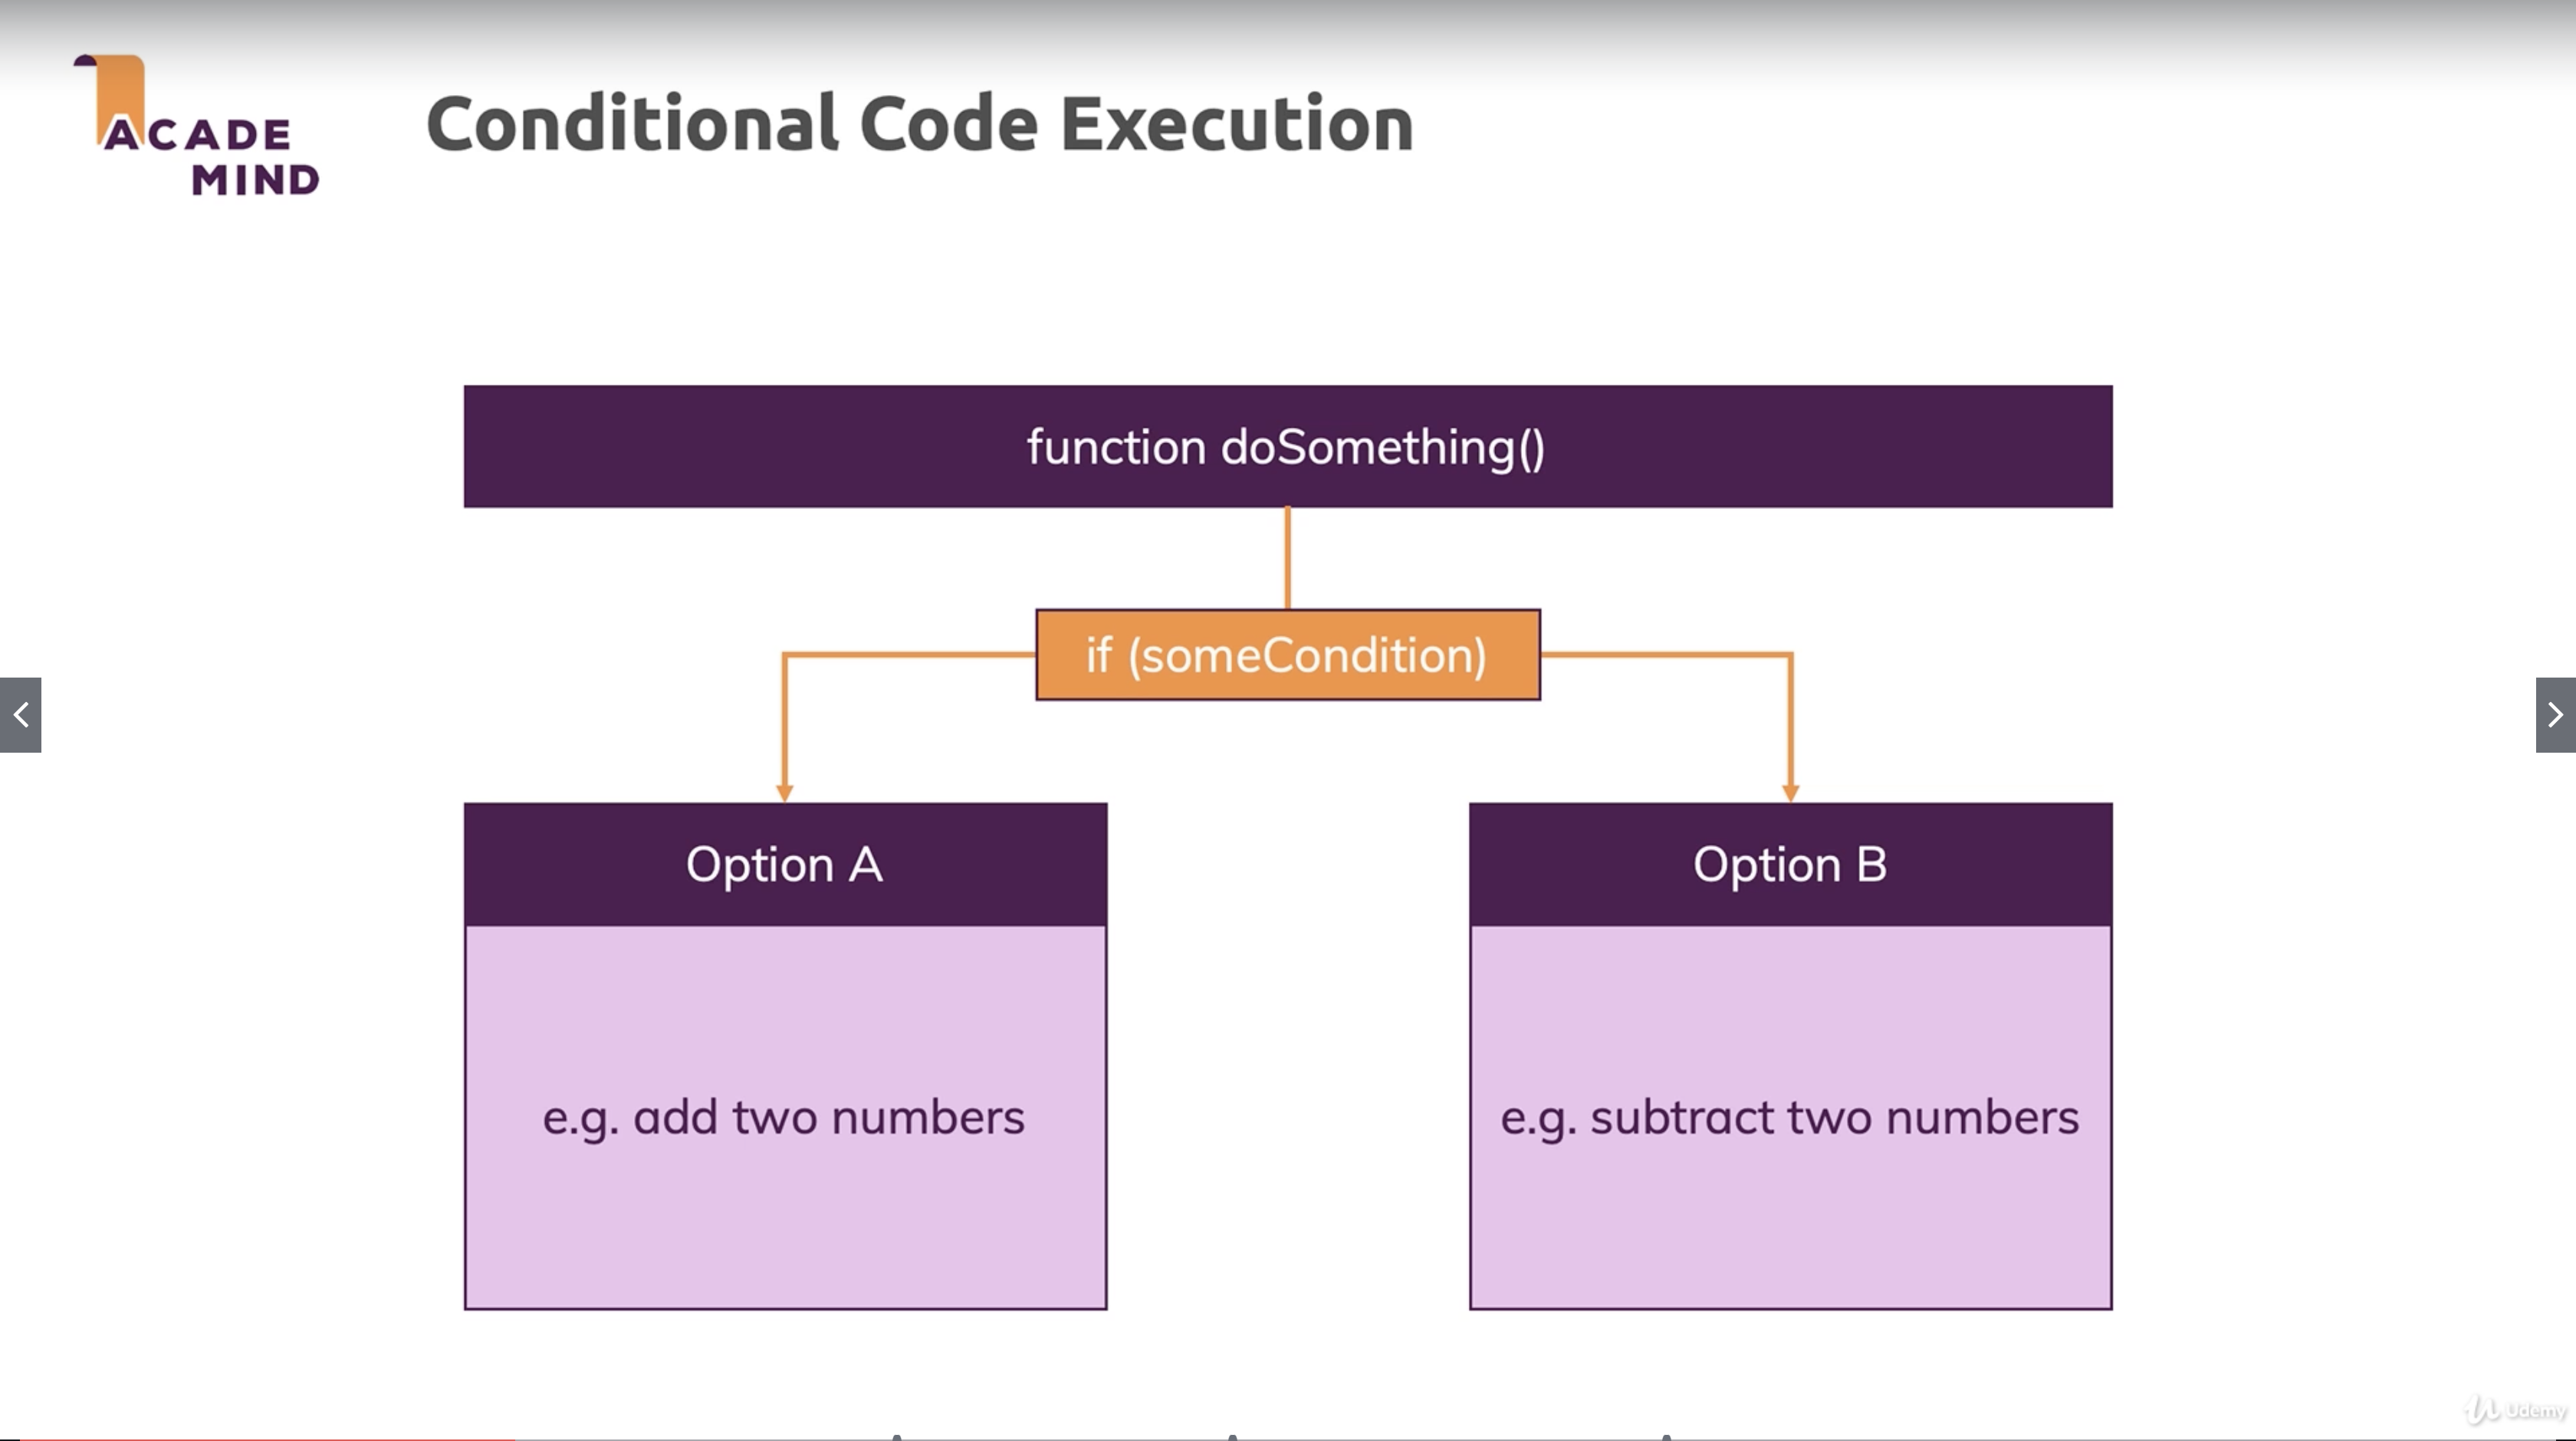 ACADE
MIND
Conditional Code Execution
function doSomething()
if (someCondition)
Option A
Option B
e.g. add two numbers
e.g. subtract two numbers
Udemy